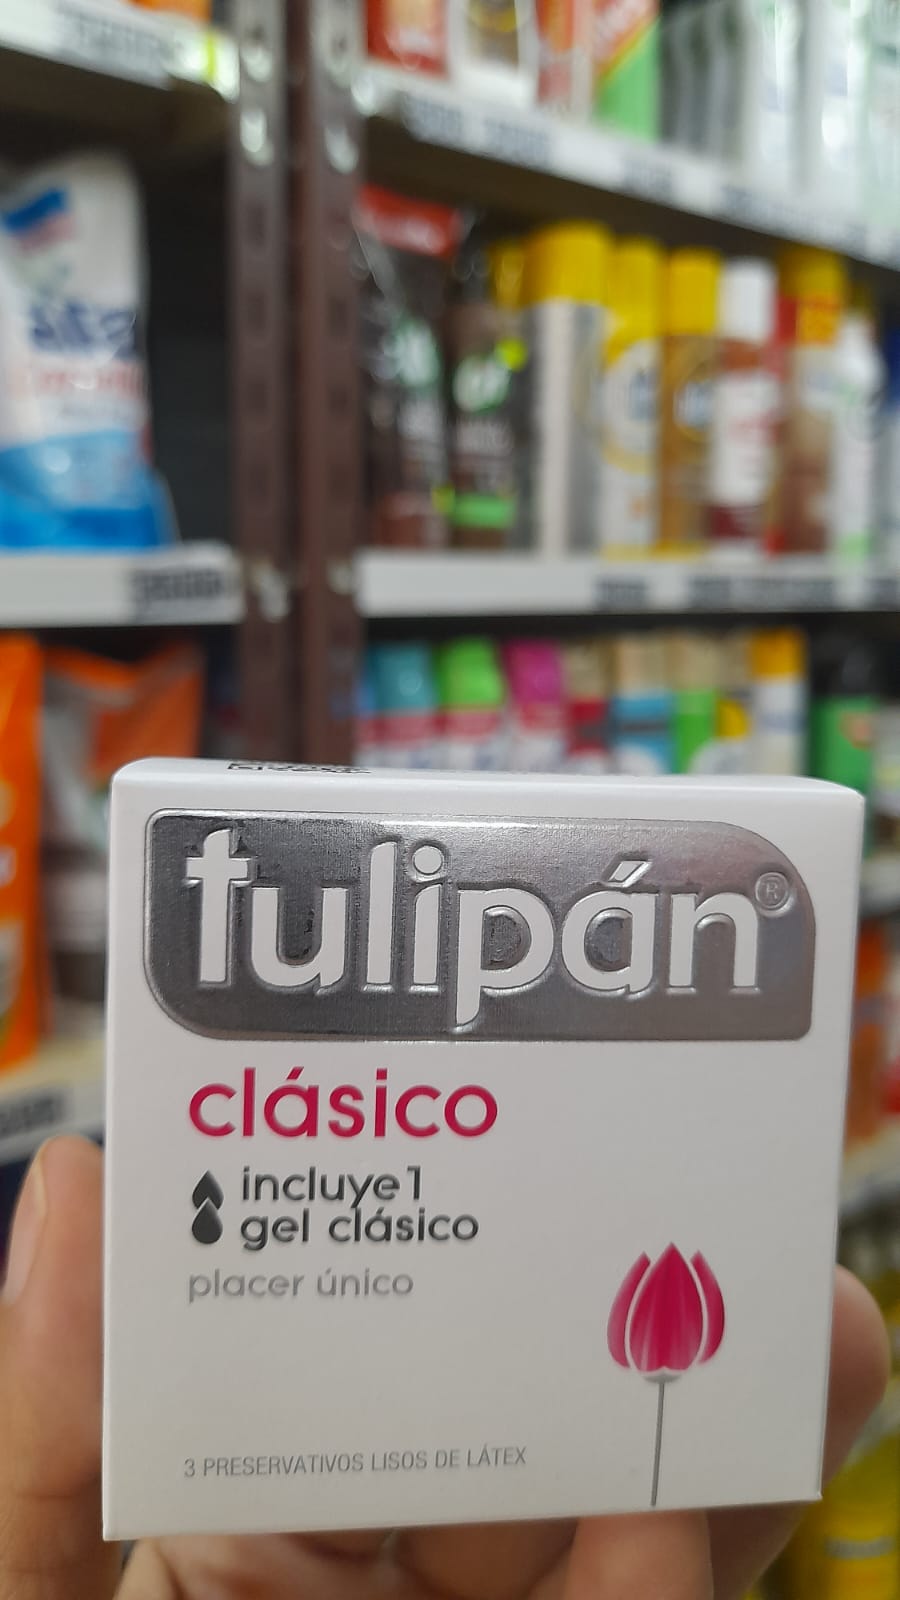 tulipán®
clásico
incluye 1
gel clásico
placer único
3 PRESERVATIVOS LISOS DE LÁTEX